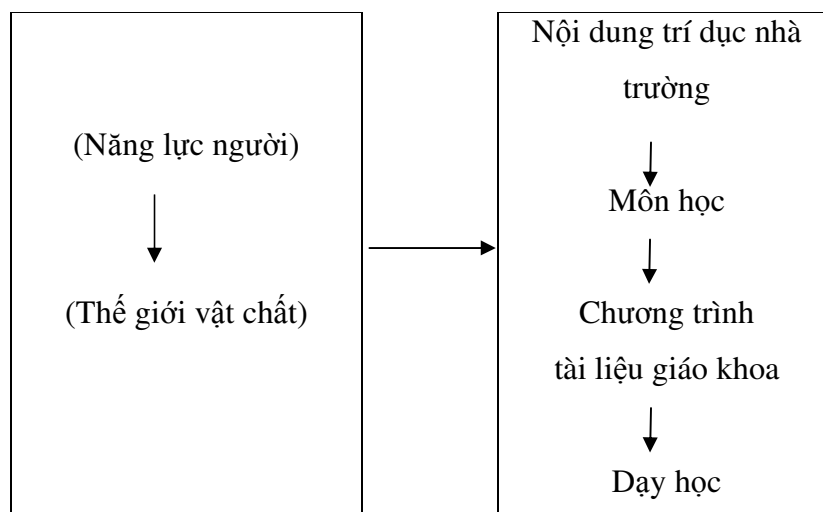 (Năng lực người)
(Thế giới vật chất)
Nội dung trí dục nhà
trường
Môn học
Chương trình
tài liệu giáo khoa
Dạy học